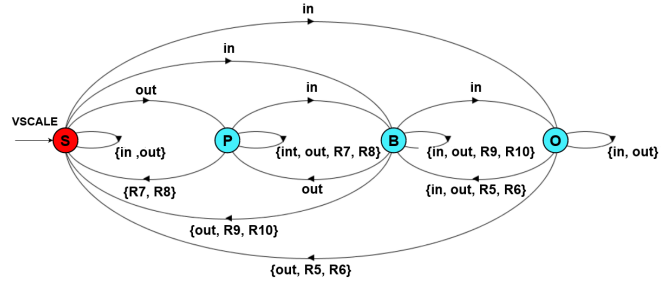 in
in
out
in
in
VSCALE
S
{in ,out}
P
{int, out, R7, R8}
B
{in, out, R9, R10}
O
{in, out}
{R7, R8}
out
{in, out, R5, R6}
{out, R9, R10}
{out, R5, R6}